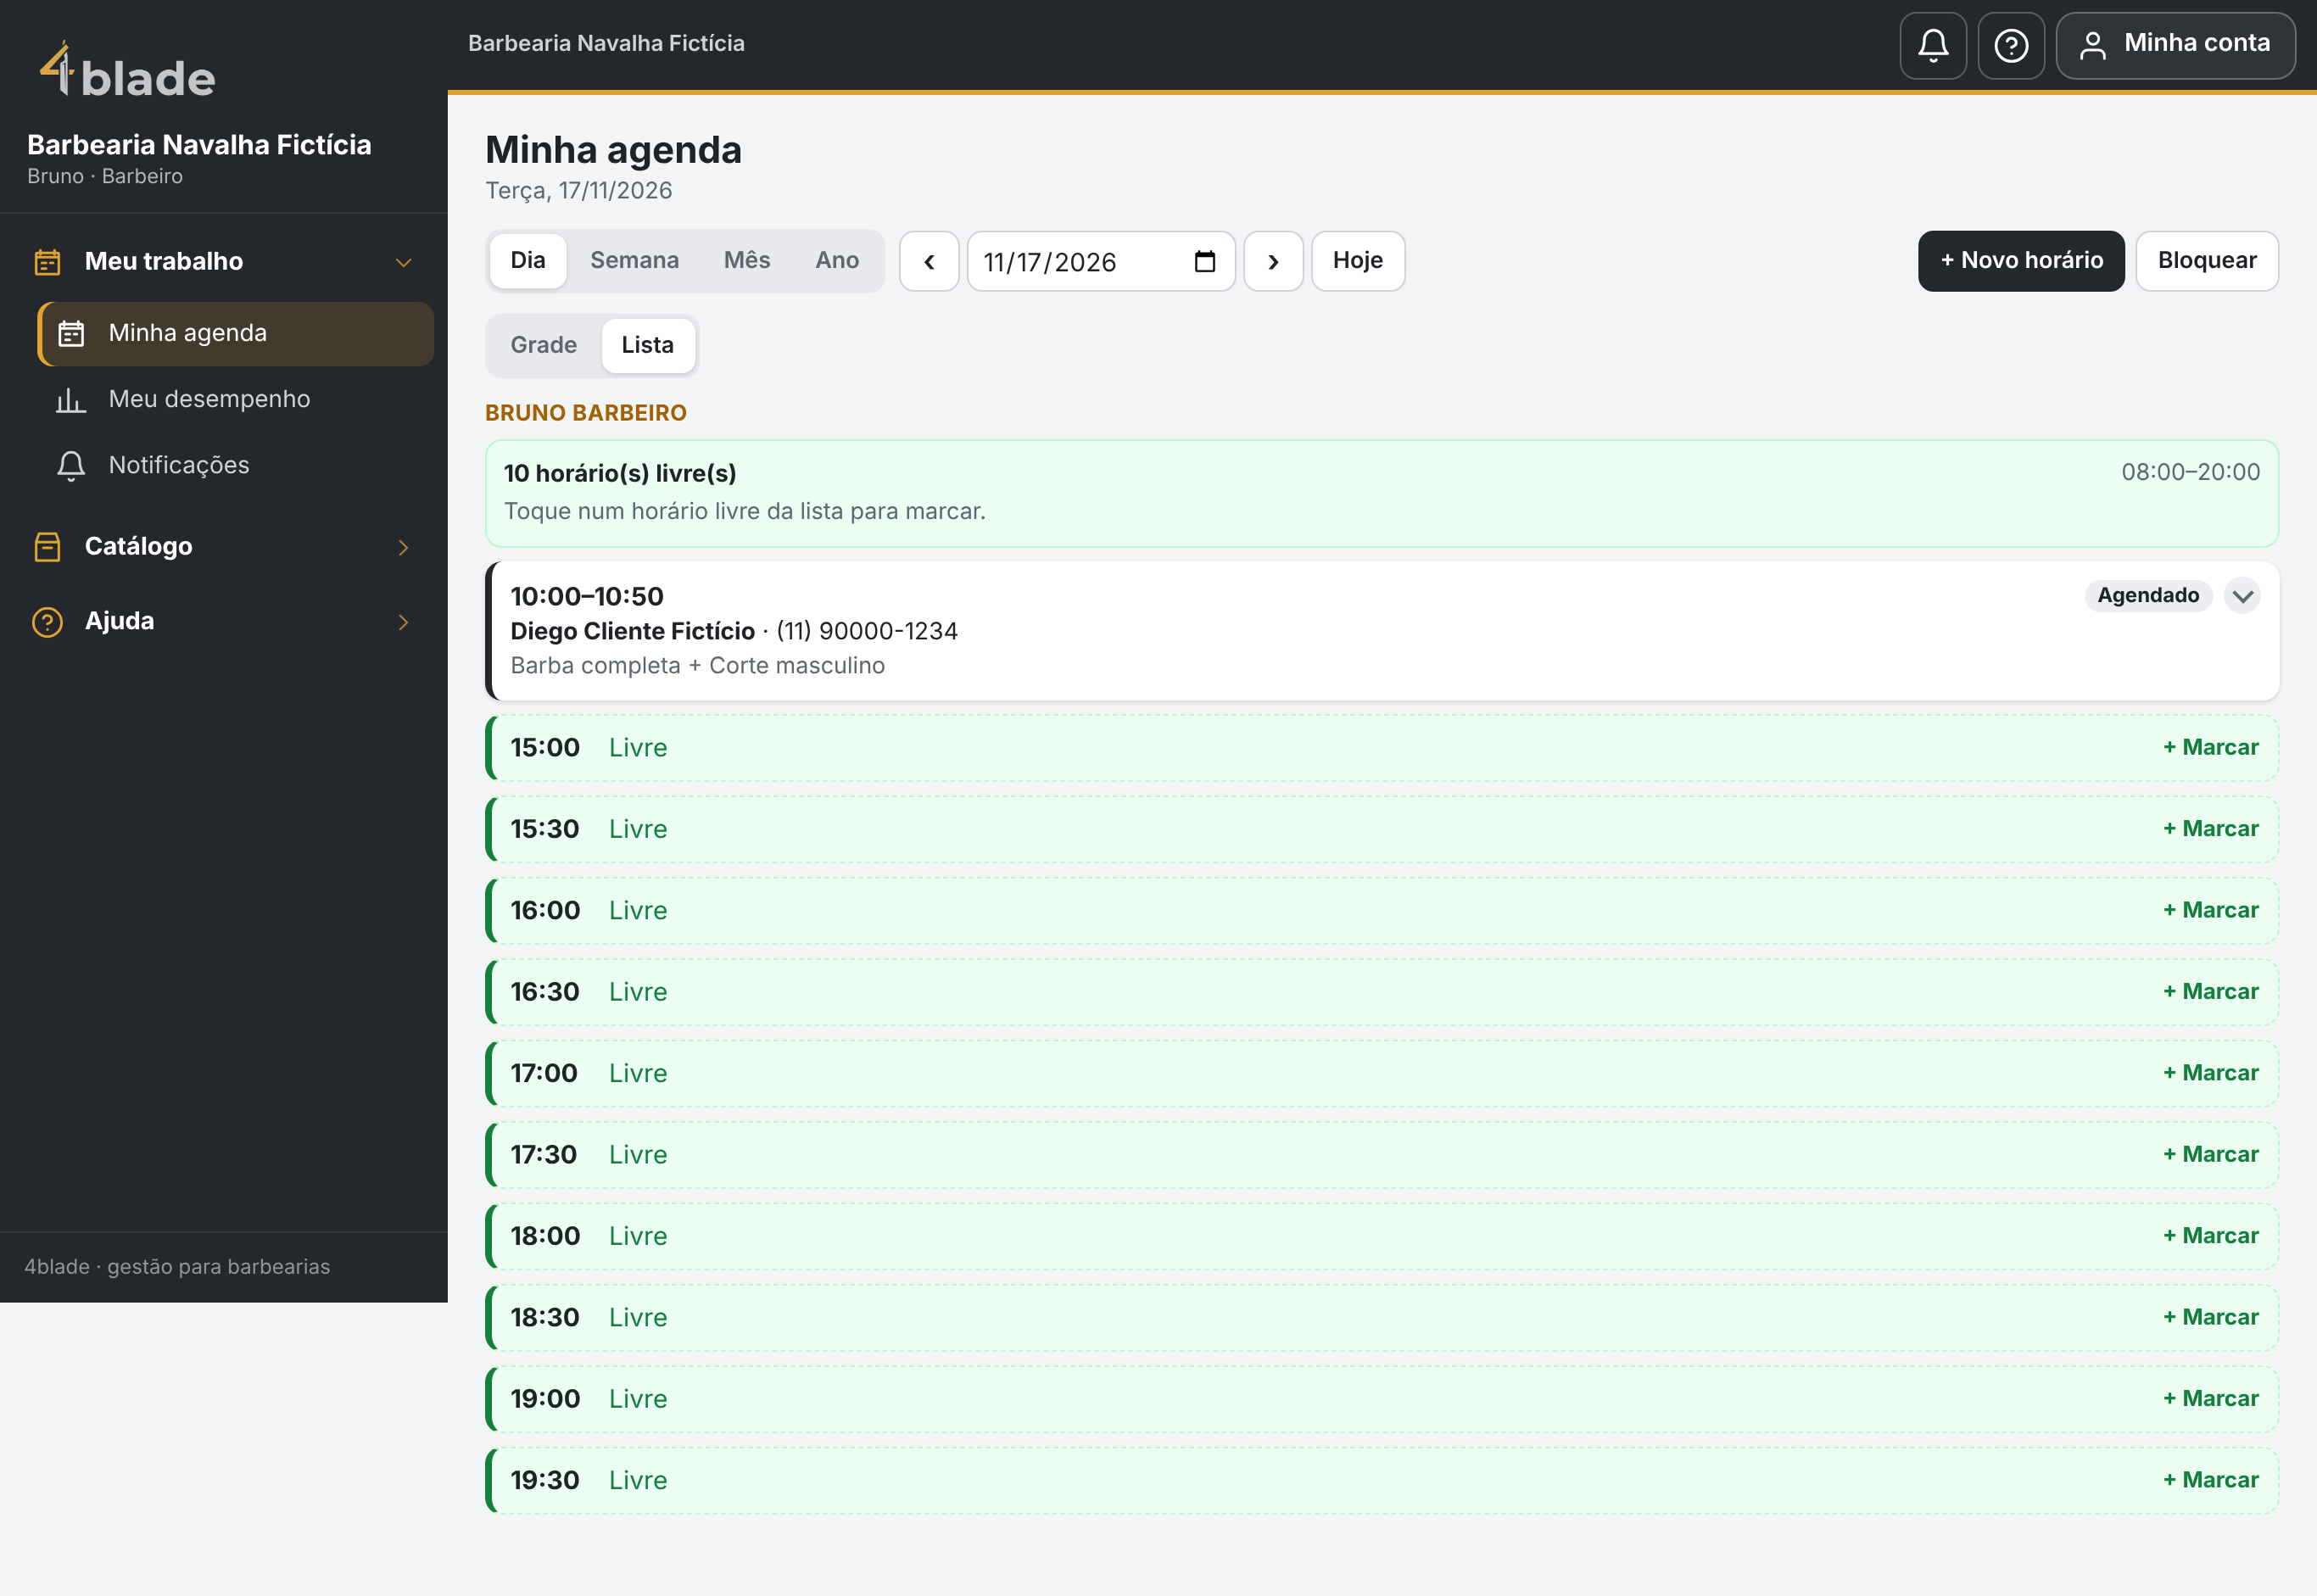 4blade
Barbearia Navalha Fictícia
Bruno · Barbeiro
Meu trabalho
Minha agenda
Meu desempenho
Notificações
Catálogo
Ajuda
4blade · gestão para barbearias
Barbearia Navalha Fictícia
Minha conta
Minha agenda
Terça, 17/11/2026
Dia Semana Mês Ano ‹ 11/17/2026 › Hoje + Novo horário Bloquear
Grade Lista
BRUNO BARBEIRO
10 horário(s) livre(s) 08:00–20:00
Toque num horário livre da lista para marcar.
10:00–10:50 Agendado
Diego Cliente Fictício · (11) 90000-1234
Barba completa + Corte masculino
15:00 Livre + Marcar
15:30 Livre + Marcar
16:00 Livre + Marcar
16:30 Livre + Marcar
17:00 Livre + Marcar
17:30 Livre + Marcar
18:00 Livre + Marcar
18:30 Livre + Marcar
19:00 Livre + Marcar
19:30 Livre + Marcar